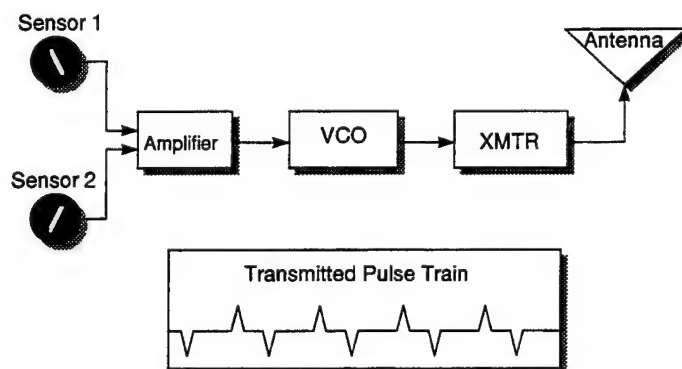 Sensor 1
Antenna
Amplifier
VCO
XMTR
Sensor 2
Transmitted Pulse Train